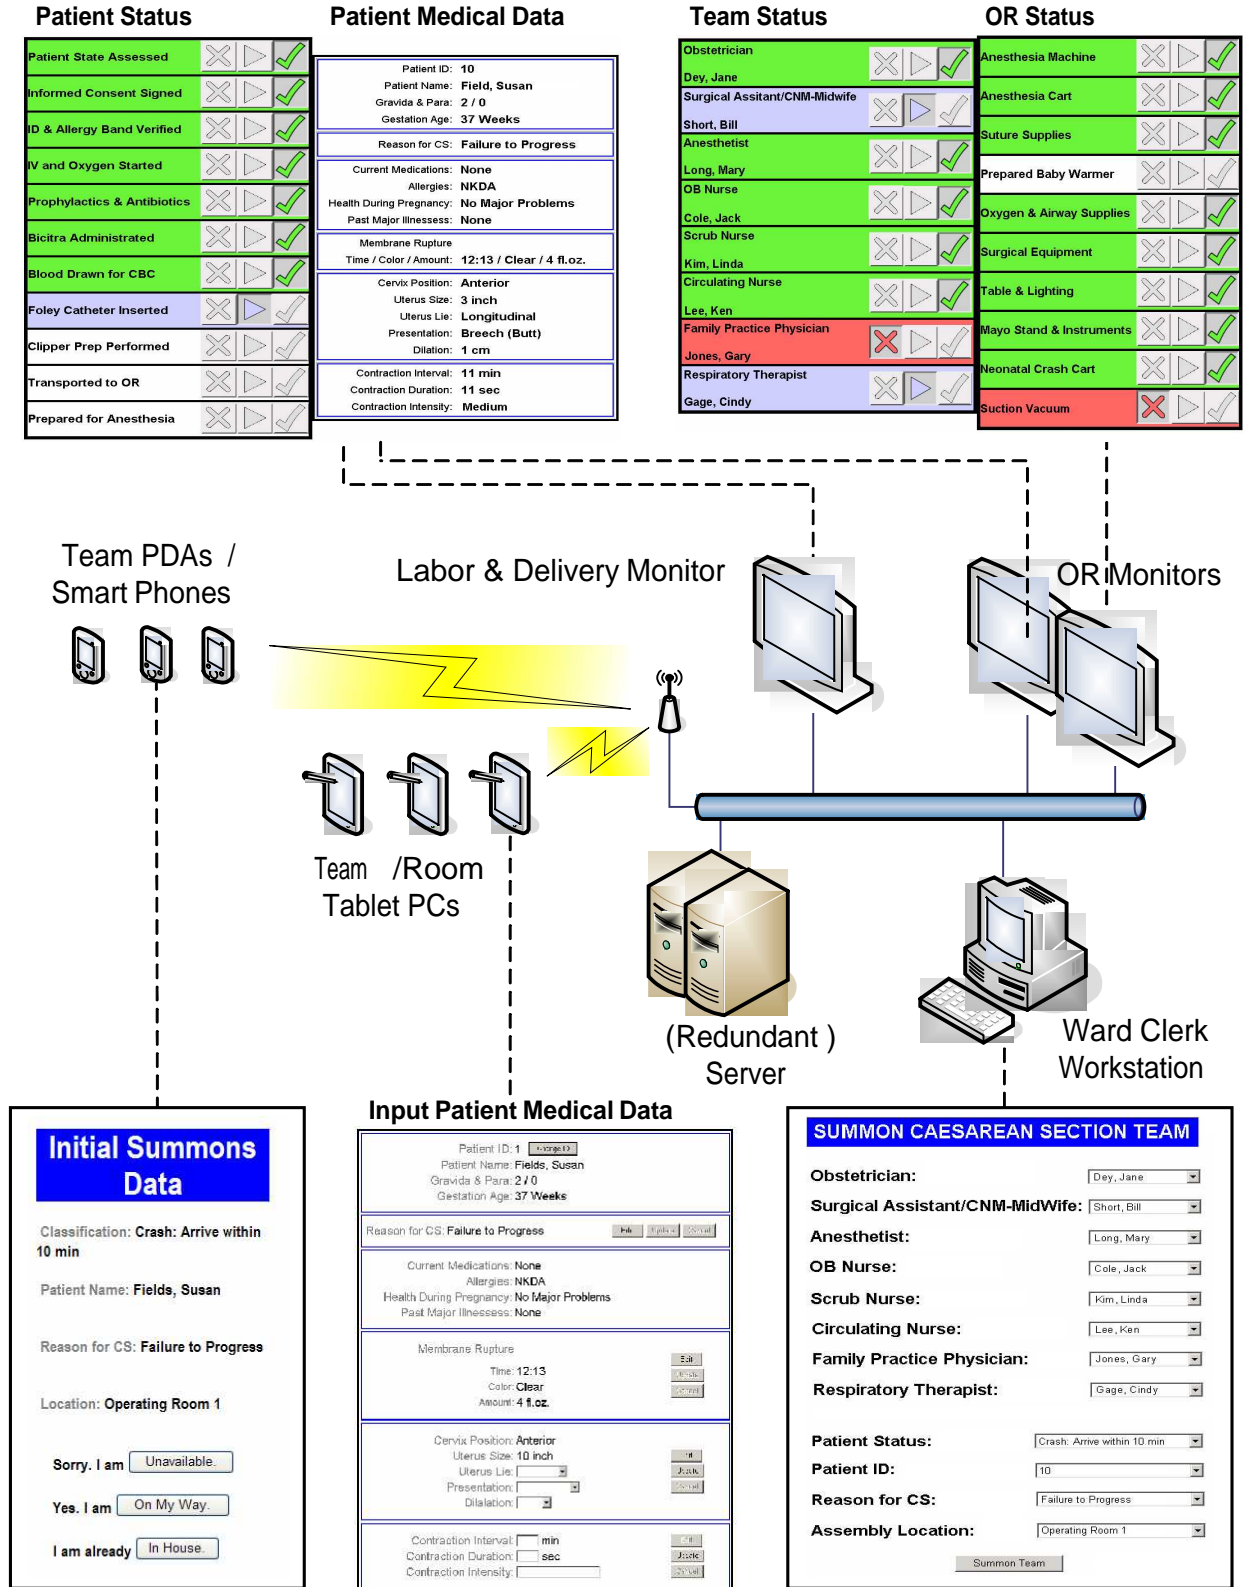 Patient Status
Patient Medical Data
Team Status
OR Status
Patient State Assessed
Informed Consent Signed
ID & Allergy Band Verified
IV and Oxygen Started
Prophylactics & Antibiotics
Bicitra Administrated
Blood Drawn for CBC
Foley Catheter Inserted
Clipper Prep Performed
Transported to OR
Prepared for Anesthesia
Patient ID: 10
Patient Name: Field, Susan
Gravida & Para: 2 / 0
Gestation Age: 37 Weeks
Reason for CS: Failure to Progress
Current Medications: None
Allergies: NKDA
Health During Pregnancy: No Major Problems
Past Major Illnessess: None
Membrane Rupture
Time / Color / Amount: 12:13 / Clear / 4 fl.oz.
Cervix Position: Anterior
Uterus Size: 3 inch
Uterus Lie: Longitudinal
Presentation: Breech (Butt)
Dilation: 1 cm
Contraction Interval: 11 min
Contraction Duration: 11 sec
Contraction Intensity: Medium
Obstetrician
Dey, Jane
Surgical Assitant/CNM-Midwife
Short, Bill
Anesthetist
Long, Mary
OB Nurse
Cole, Jack
Scrub Nurse
Kim, Linda
Circulating Nurse
Lee, Ken
Family Practice Physician
Jones, Gary
Respiratory Therapist
Gage, Cindy
Anesthesia Machine
Anesthesia Cart
Suture Supplies
Prepared Baby Warmer
Oxygen & Airway Supplies
Surgical Equipment
Table & Lighting
Mayo Stand & Instruments
Neonatal Crash Cart
Suction Vacuum
Team PDAs /
Smart Phones
Labor & Delivery Monitor
OR Monitors
Team /Room
Tablet PCs
(Redundant )
Server
Ward Clerk
Workstation
Initial Summons
Data
Classification: Crash: Arrive within
10 min
Patient Name: Fields, Susan
Reason for CS: Failure to Progress
Location: Operating Room 1
Sorry. I am Unavailable.
Yes. I am On My Way.
I am already In House.
Input Patient Medical Data
Patient ID: 1
Patient Name: Fields, Susan
Gravida & Para: 2 / 0
Gestation Age: 37 Weeks
Reason for CS: Failure to Progress Edit Update Cancel
Current Medications: None
Allergies: NKDA
Health During Pregnancy: No Major Problems
Past Major Illnessess: None
Membrane Rupture
Time: 12:13
Color: Clear
Amount: 4 fl.oz.
Edit
Update
Cancel
Cervix Position: Anterior
Uterus Size: 10 inch
Uterus Lie:
Presentation:
Dilalation:
Update
Cancel
Contraction Interval: min
Contraction Duration: sec
Contraction Intensity:
Update
Cancel
SUMMON CAESAREAN SECTION TEAM
Obstetrician: Dey, Jane
Surgical Assistant/CNM-MidWife: Short, Bill
Anesthetist: Long, Mary
OB Nurse: Cole, Jack
Scrub Nurse: Kim, Linda
Circulating Nurse: Lee, Ken
Family Practice Physician: Jones, Gary
Respiratory Therapist: Gage, Cindy
Patient Status: Crash: Arrive within 10 min
Patient ID: 10
Reason for CS: Failure to Progress
Assembly Location: Operating Room 1
Summon Team